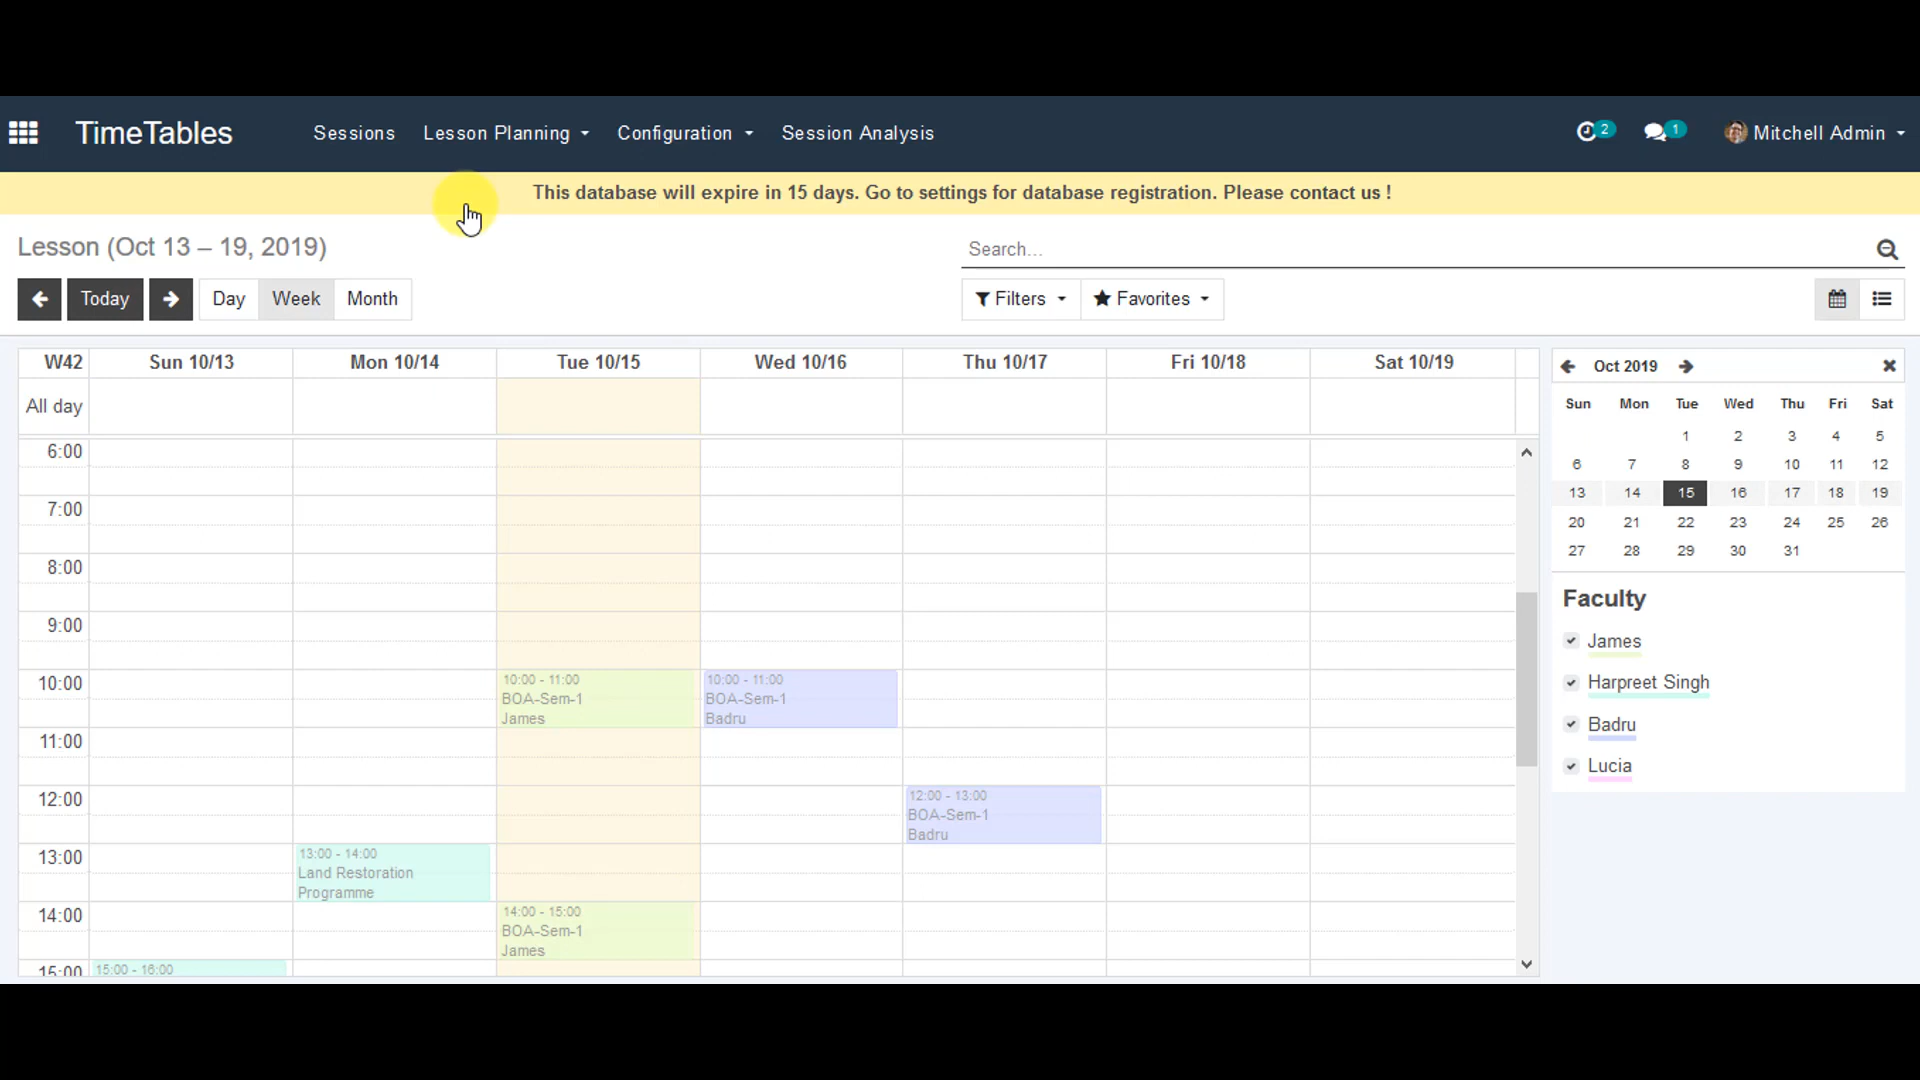 TimeTables Sessions Lesson Planning Configuration Session Analysis 2 1 Mitchell Admin
This database will expire in 15 days. Go to settings for database registration. Please contact us !
Lesson (Oct 13 – 19, 2019)
Search...
Today Day Week Month
Filters Favorites
W42 Sun 10/13 Mon 10/14 Tue 10/15 Wed 10/16 Thu 10/17 Fri 10/18 Sat 10/19
All day
6:00
7:00
8:00
9:00
10:00
11:00
12:00
13:00
14:00
15:00
15:00 - 16:00
13:00 - 14:00
Land Restoration
Programme
10:00 - 11:00
BOA-Sem-1
James
14:00 - 15:00
BOA-Sem-1
James
10:00 - 11:00
BOA-Sem-1
Badru
12:00 - 13:00
BOA-Sem-1
Badru
Oct 2019
Sun Mon Tue Wed Thu Fri Sat
1 2 3 4 5
6 7 8 9 10 11 12
13 14 15 16 17 18 19
20 21 22 23 24 25 26
27 28 29 30 31
Faculty
James
Harpreet Singh
Badru
Lucia